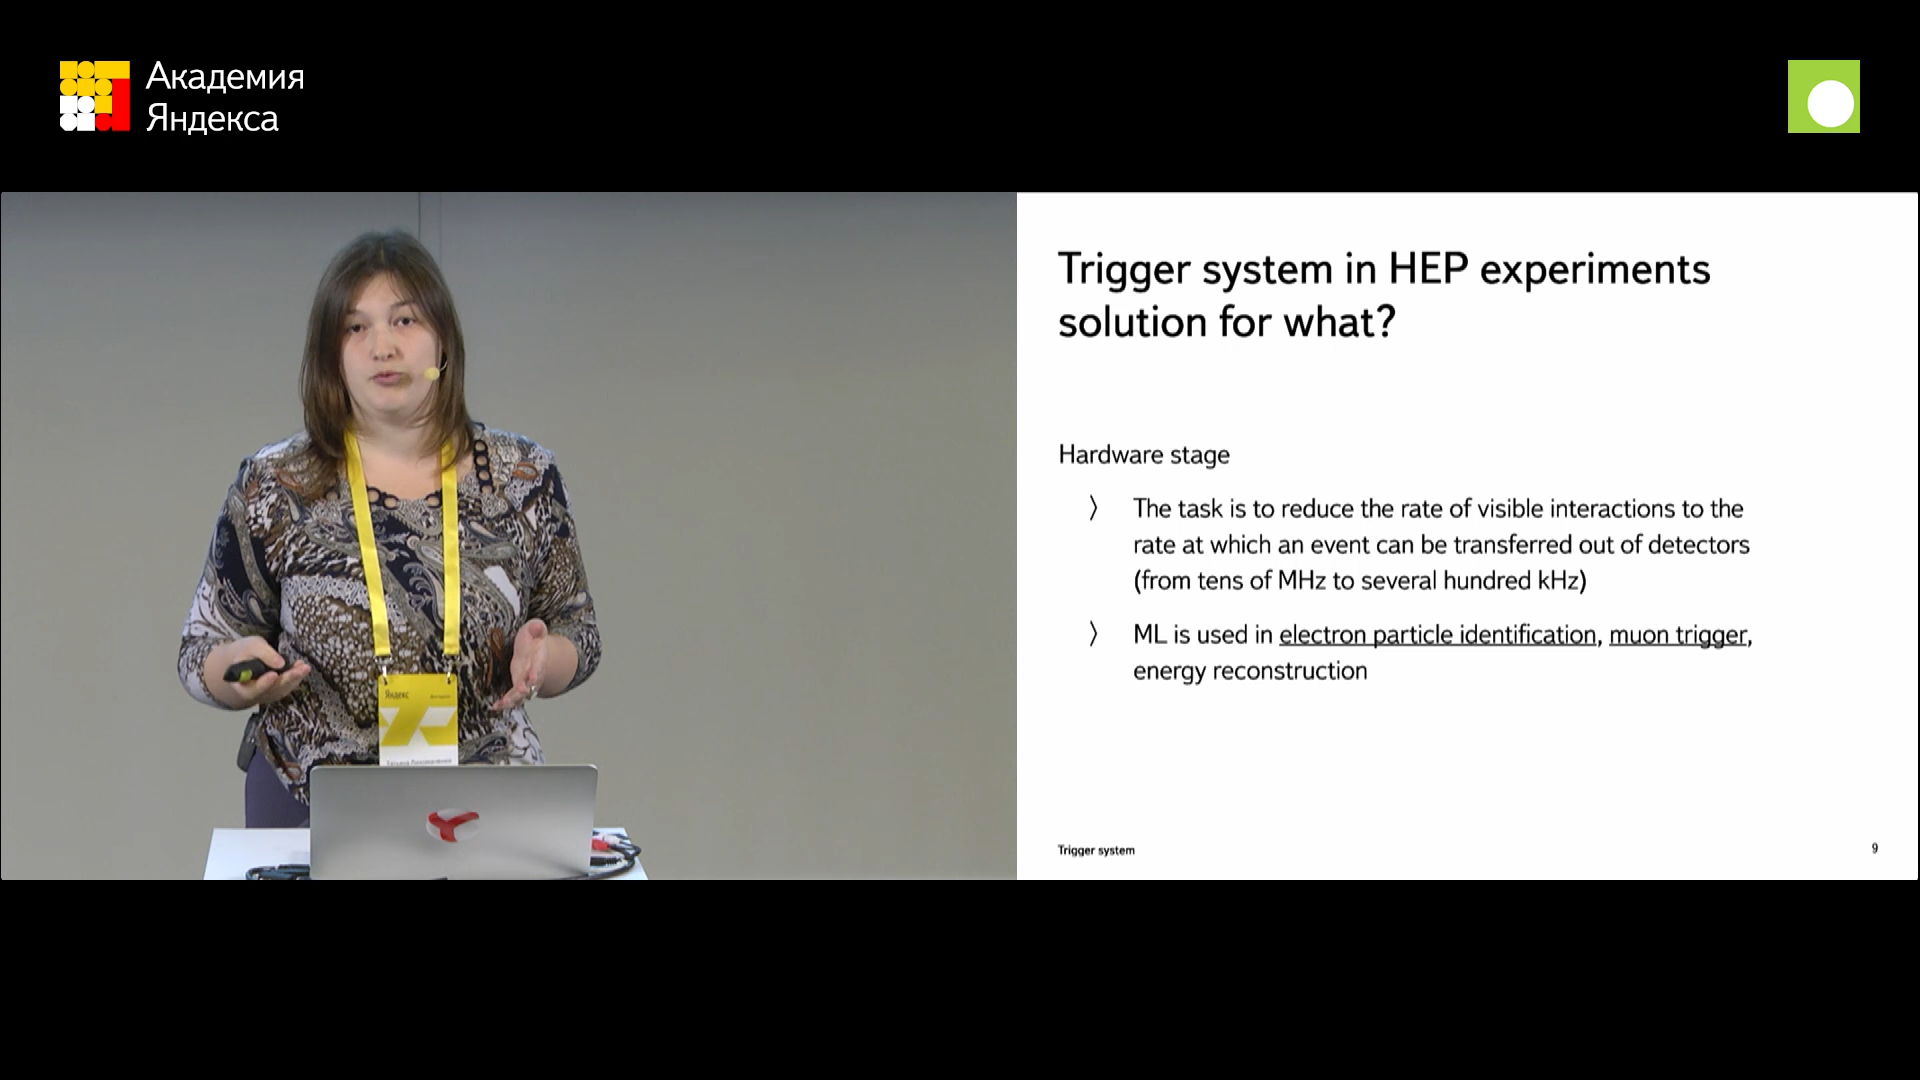 Академия
Яндекса
Trigger system in HEP experiments
solution for what?
Hardware stage
〉 The task is to reduce the rate of visible interactions to the
rate at which an event can be transferred out of detectors
(from tens of MHz to several hundred kHz)
〉 ML is used in electron particle identification, muon trigger,
energy reconstruction
Trigger system
9
Яндекс